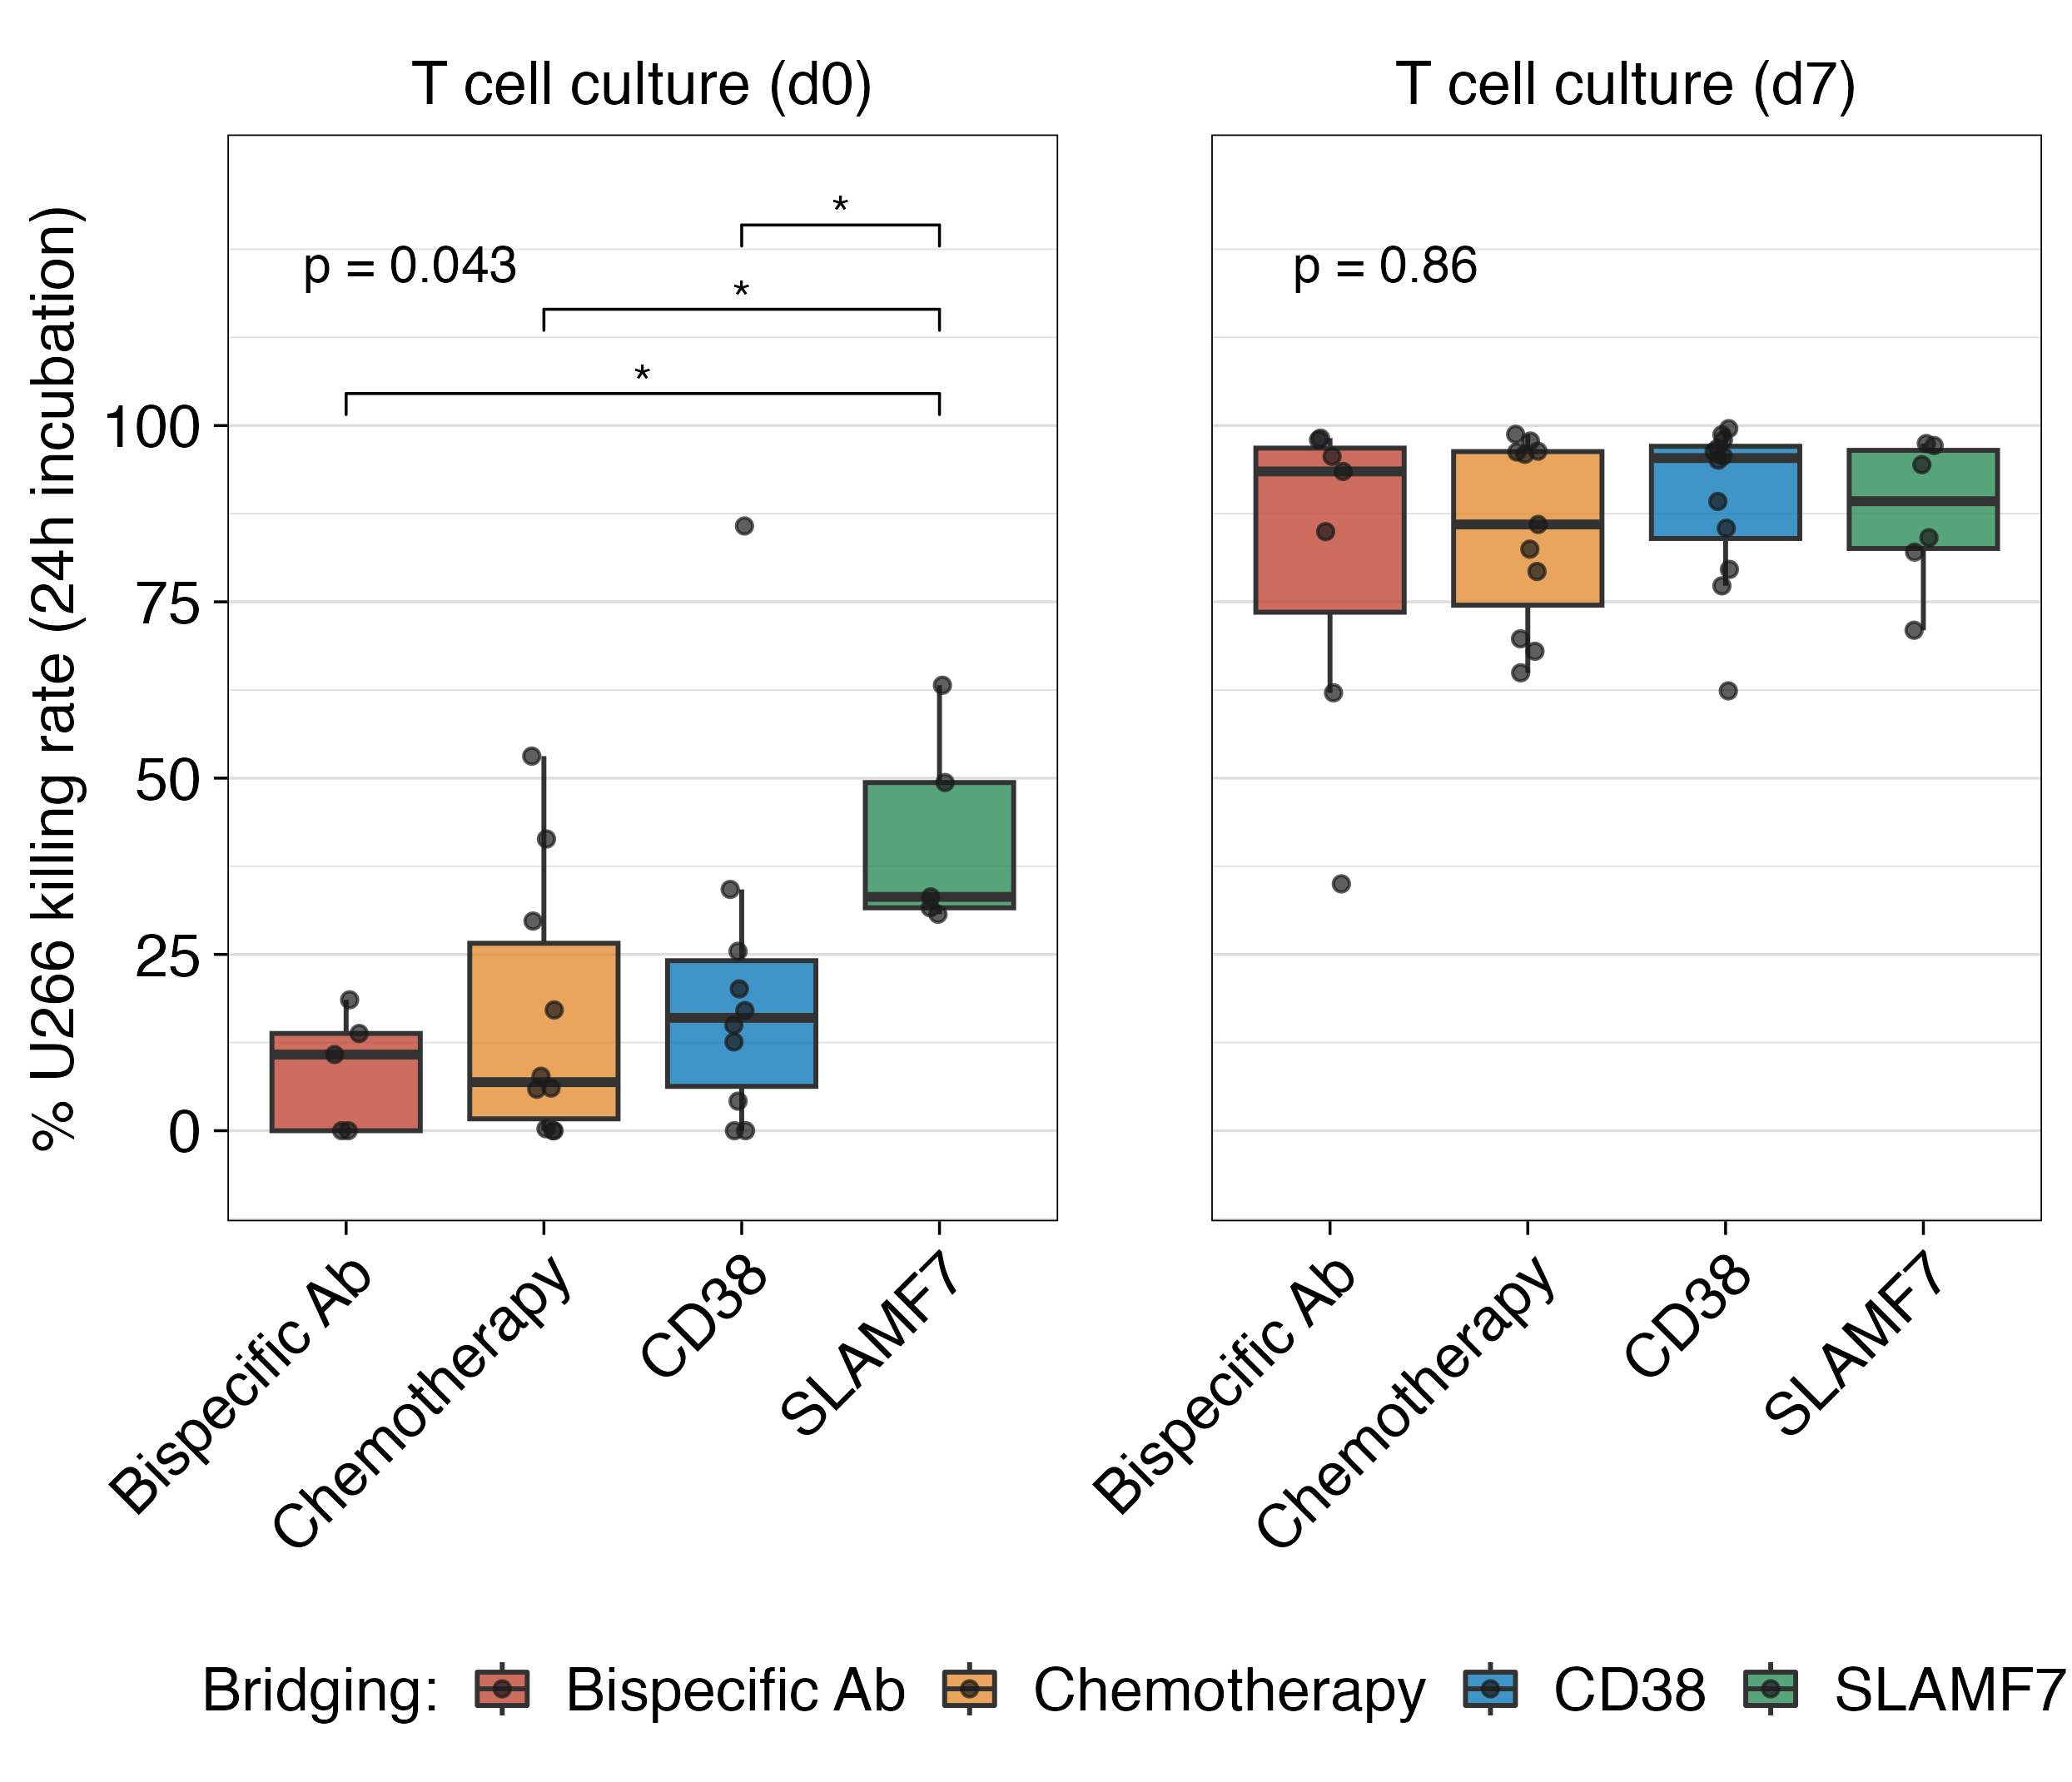 T cell culture (d0)
T cell culture (d7)
% U266 killing rate (24h incubation)
*
p = 0.043
*
*
p = 0.86
100
75
50
25
0
Bispecific Ab
Chemotherapy
CD38
SLAMF7
Bispecific Ab
Chemotherapy
CD38
SLAMF7
Bridging: Bispecific Ab Chemotherapy CD38 SLAMF7